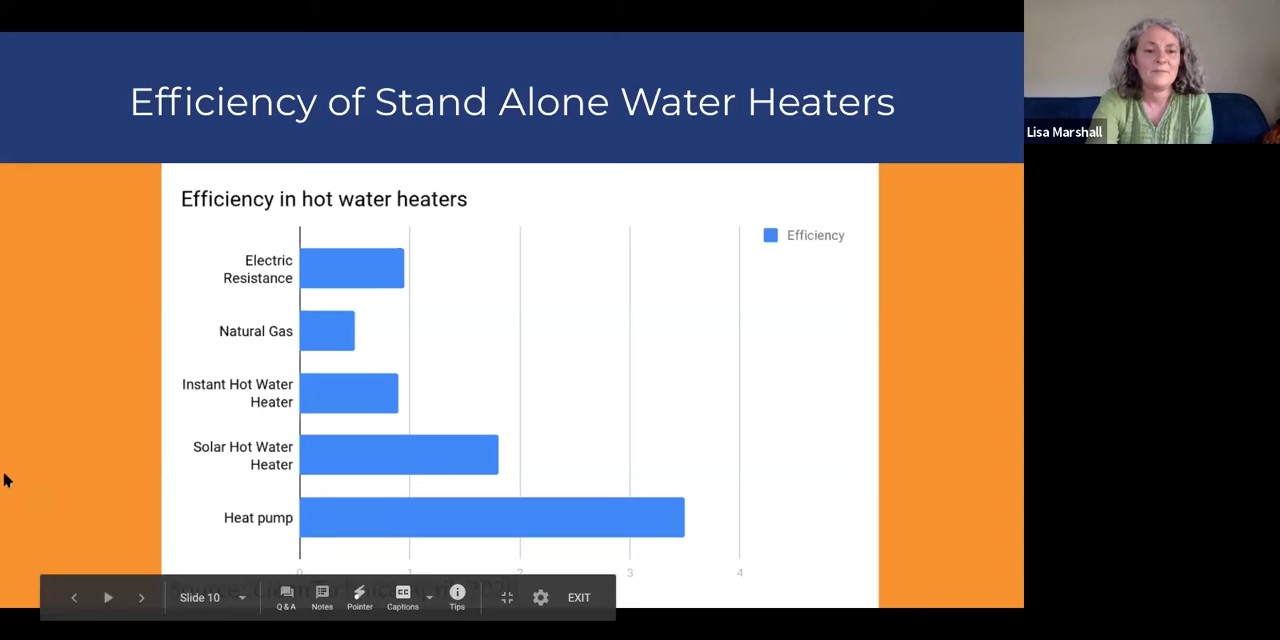 Efficiency of Stand Alone Water Heaters
Lisa Marshall
Efficiency in hot water heaters
Efficiency
Electric
Resistance
Natural Gas
Instant Hot Water
Heater
Solar Hot Water
Heater
Heat pump
0 1 2 3 4
Source:
Slide 10
Q & A Notes Pointer Captions Tips EXIT